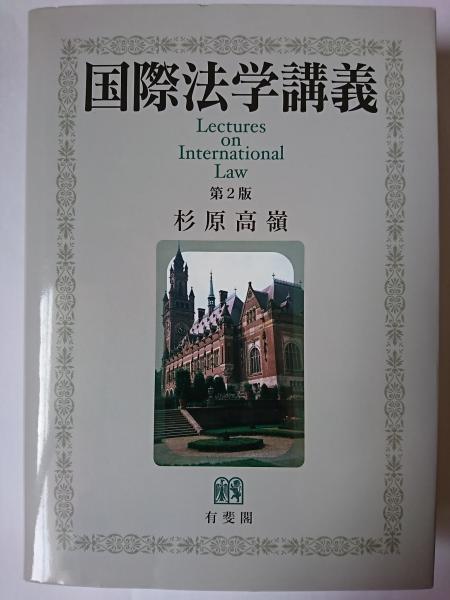 国際法学講義
Lectures
on
International
Law
第2版
杉原高嶺
有斐閣